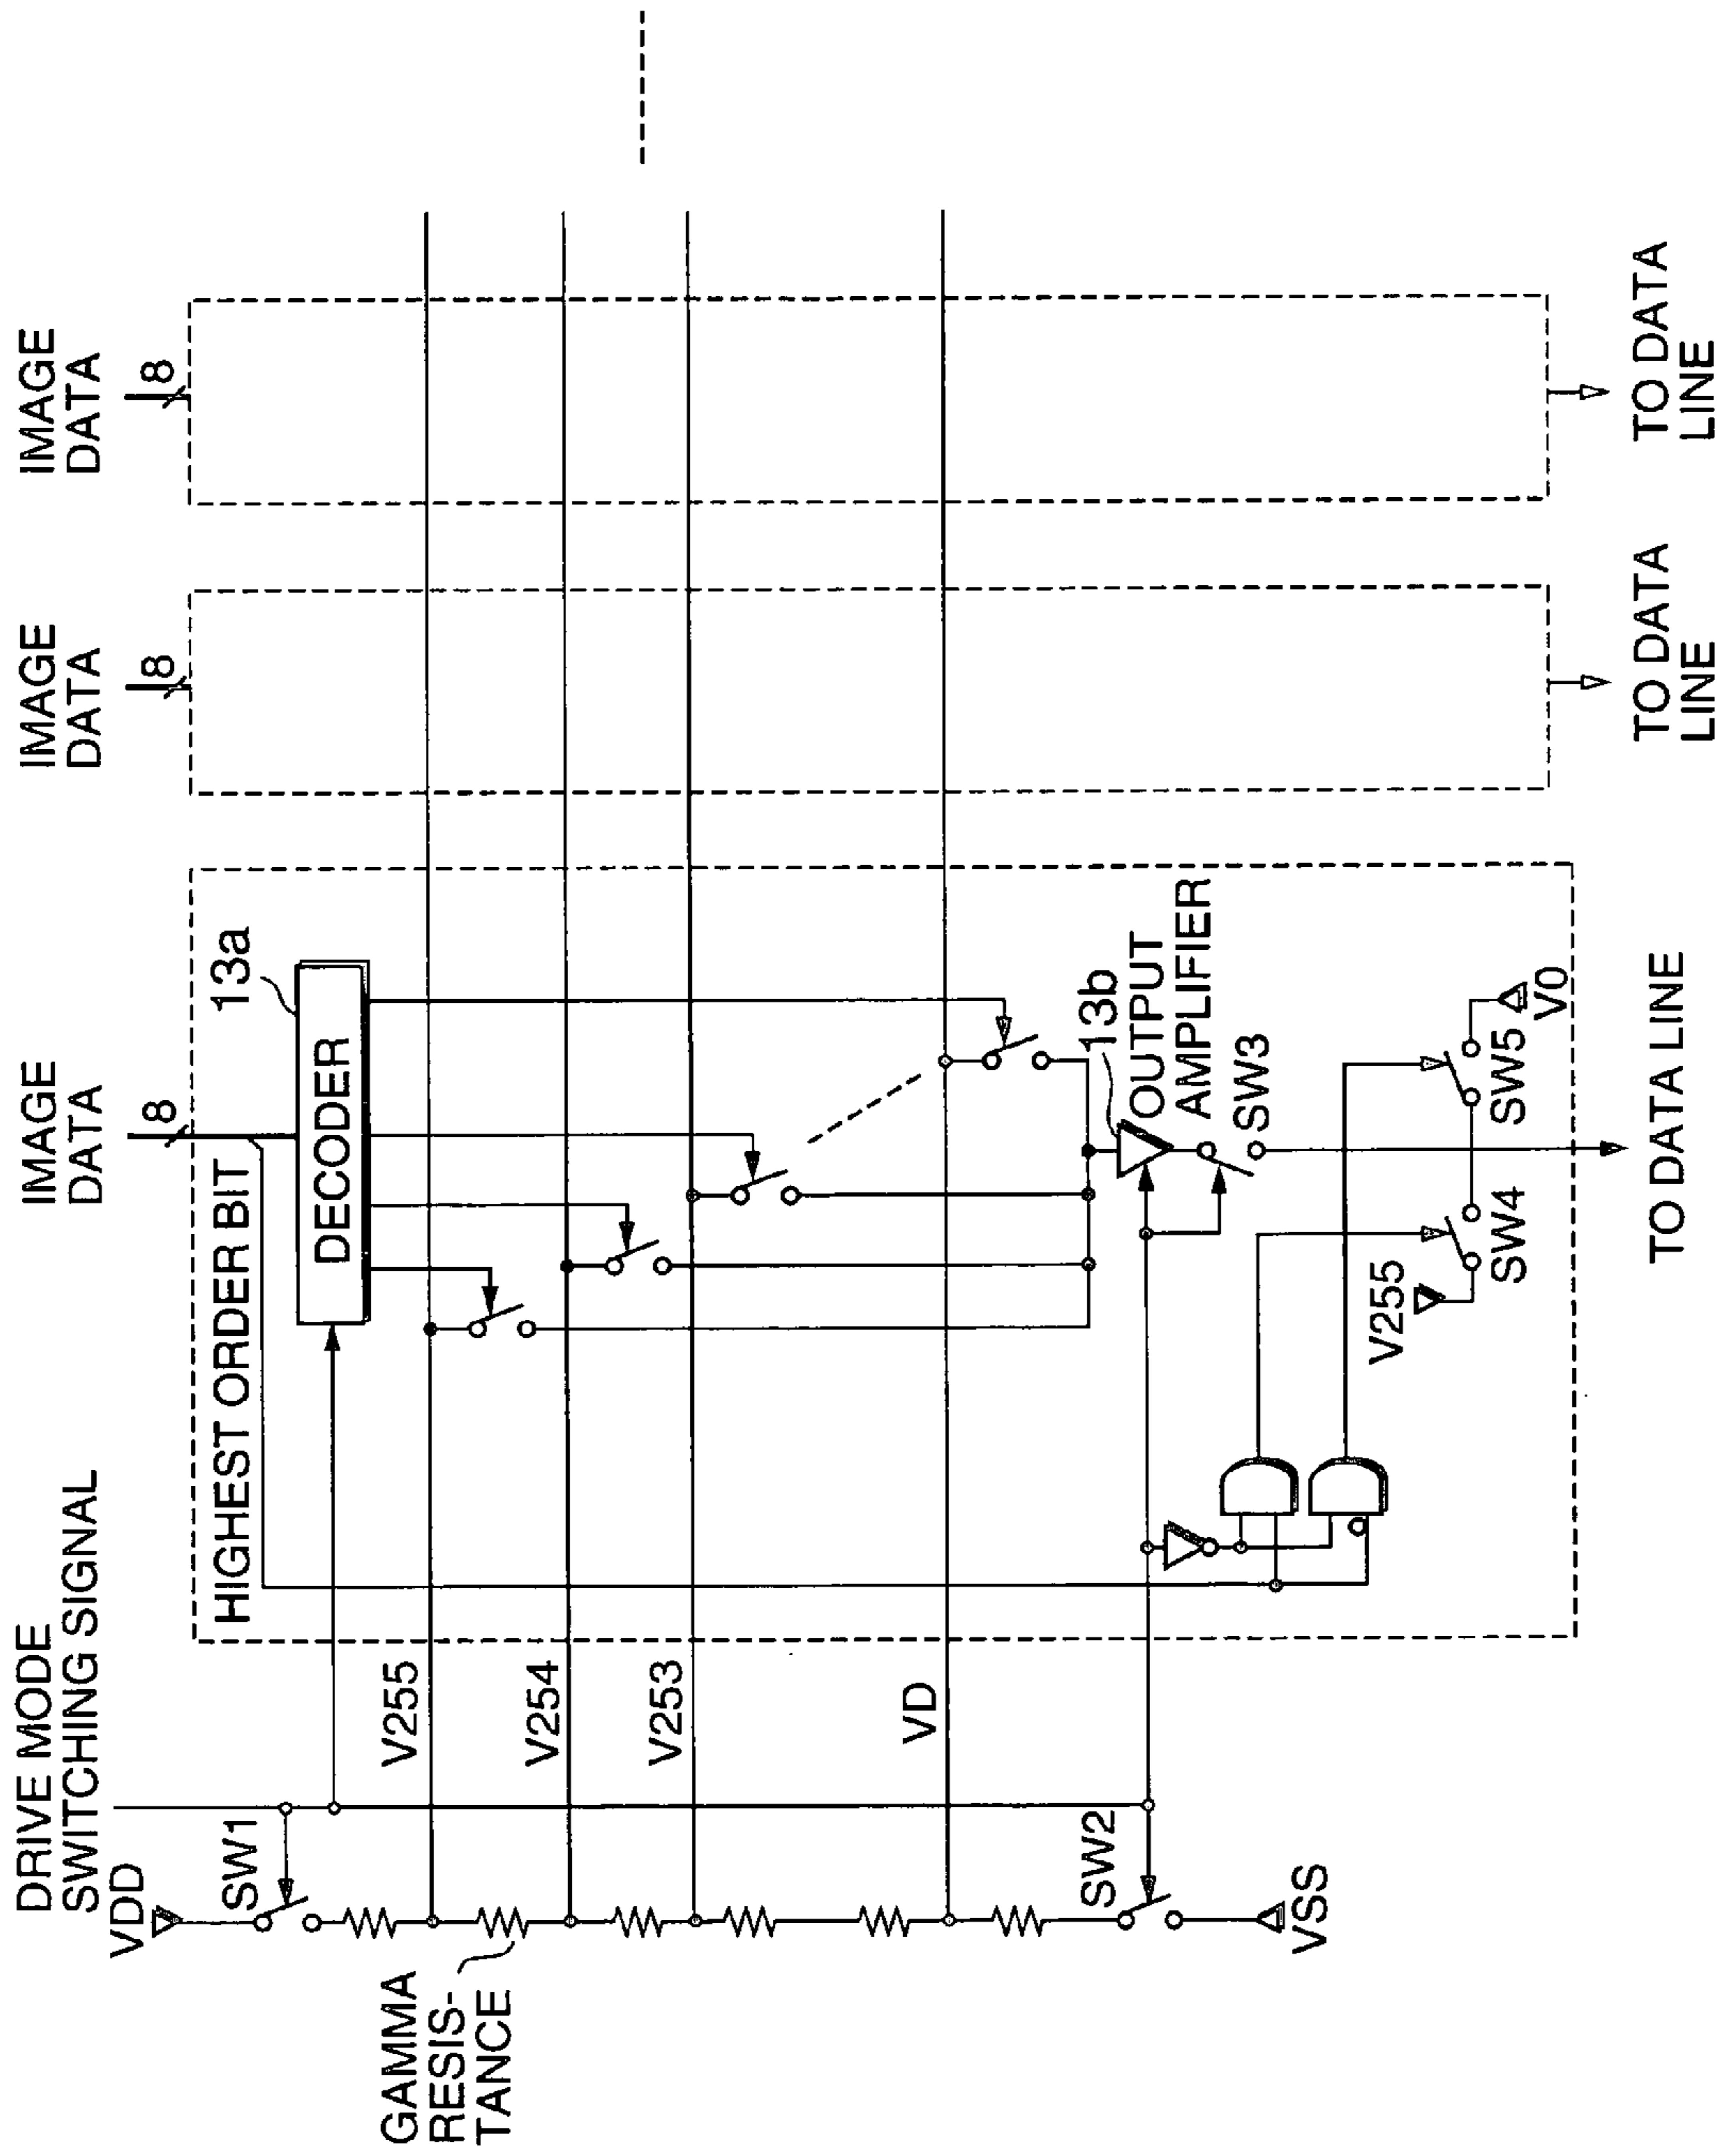 DRIVE MODE
SWITCHING SIGNAL
IMAGE
DATA
8
IMAGE
DATA
8
IMAGE
DATA
8
VDD
SW1
HIGHEST ORDER BIT
13a
DECODER
GAMMA
RESIS-
TANCE
V255
V254
V253
VD
SW2
VSS
13b
OUTPUT
AMPLIFIER
SW3
V255
SW4
SW5
V0
TO DATA LINE
TO DATA
LINE
TO DATA
LINE